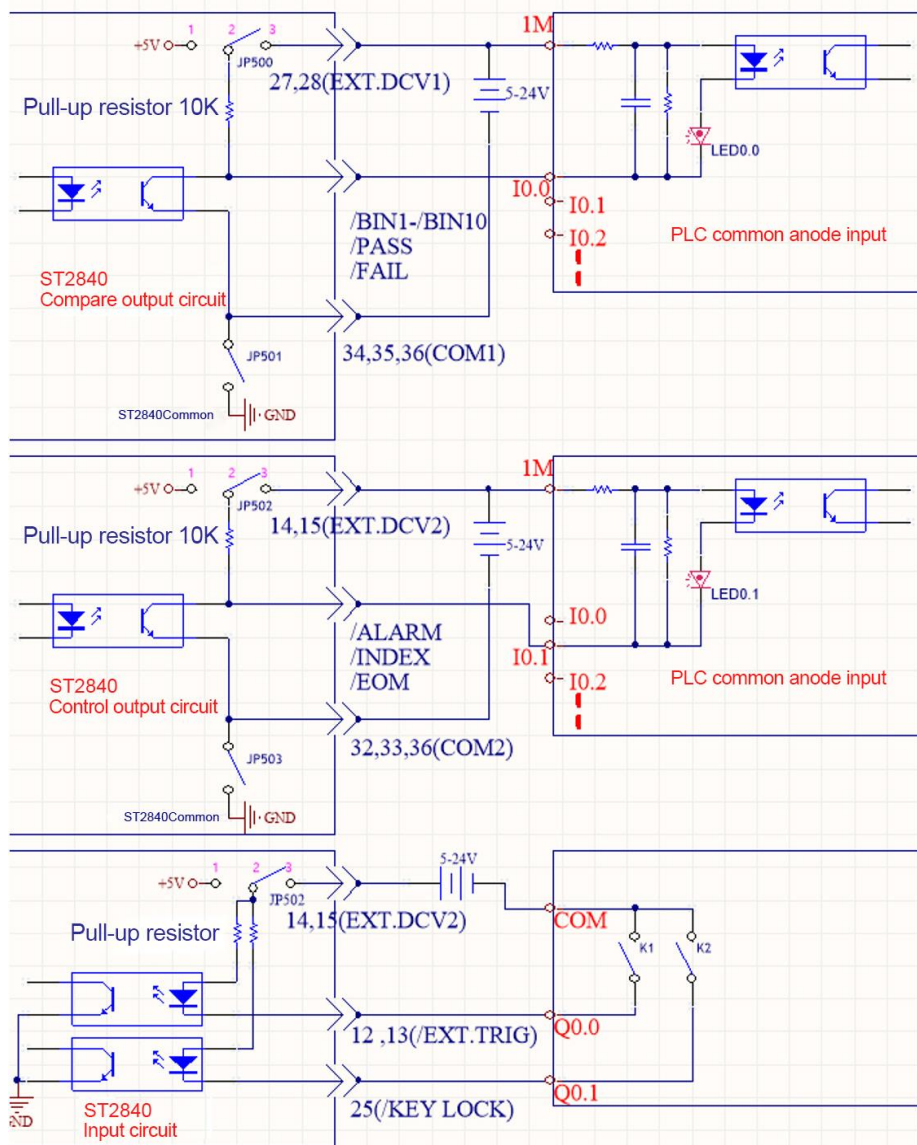 1 2 3
+5V
JP500
1M
27,28(EXT.DCV1)
5-24V
Pull-up resistor 10K
LED0.0
I0.0
I0.1
I0.2
/BIN1-/BIN10
/PASS
/FAIL
PLC common anode input
ST2840
Compare output circuit
34,35,36(COM1)
JP501
ST2840Common
GND
1 2 3
+5V
JP502
1M
14,15(EXT.DCV2)
5-24V
Pull-up resistor 10K
LED0.1
I0.0
I0.1
I0.2
/ALARM
/INDEX
/EOM
PLC common anode input
ST2840
Control output circuit
32,33,36(COM2)
JP503
ST2840Common
GND
1 2 3
+5V
JP502
5-24V
14,15(EXT.DCV2)
COM
Pull-up resistor
K1
K2
12 ,13(/EXT.TRIG)
Q0.0
25(/KEY LOCK)
Q0.1
ST2840
Input circuit